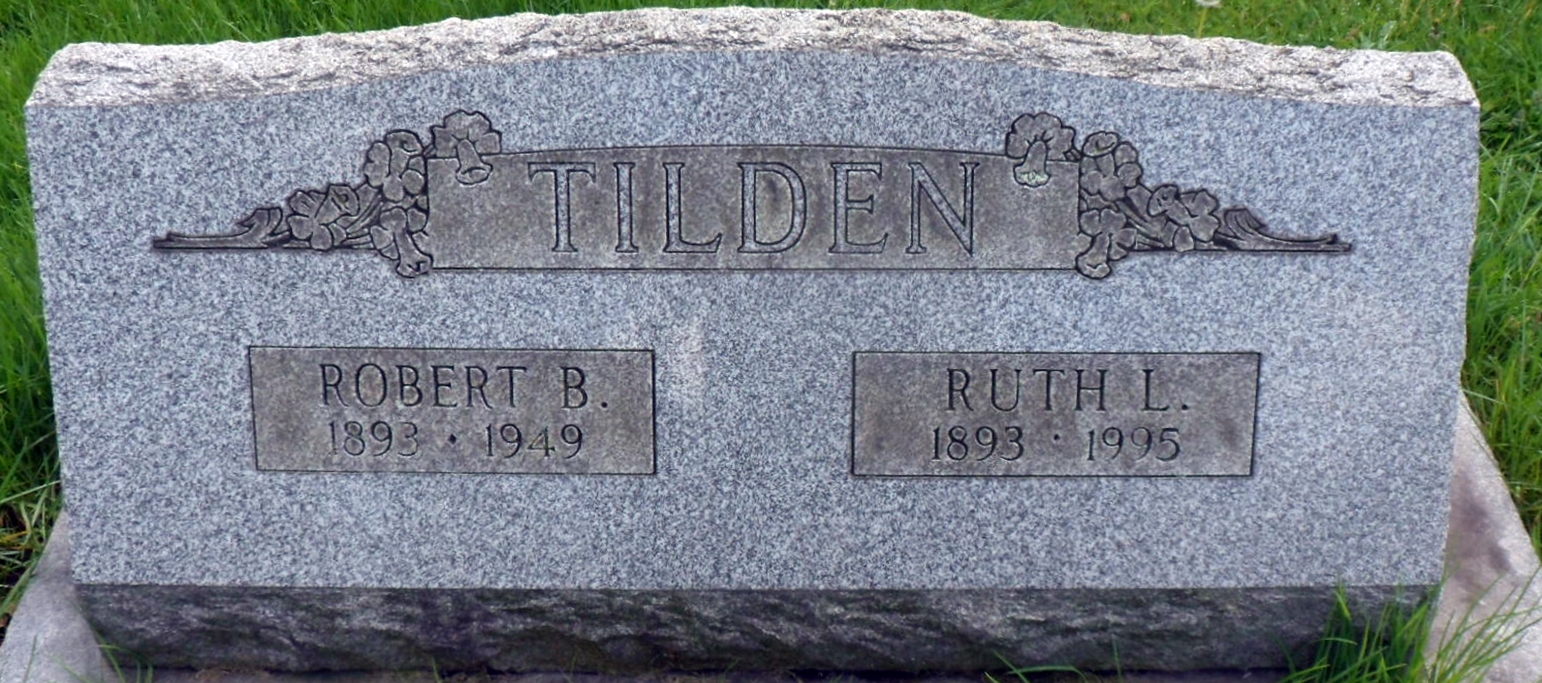 TILDEN
ROBERT B.
1893 · 1949
RUTH L.
1893 · 1995